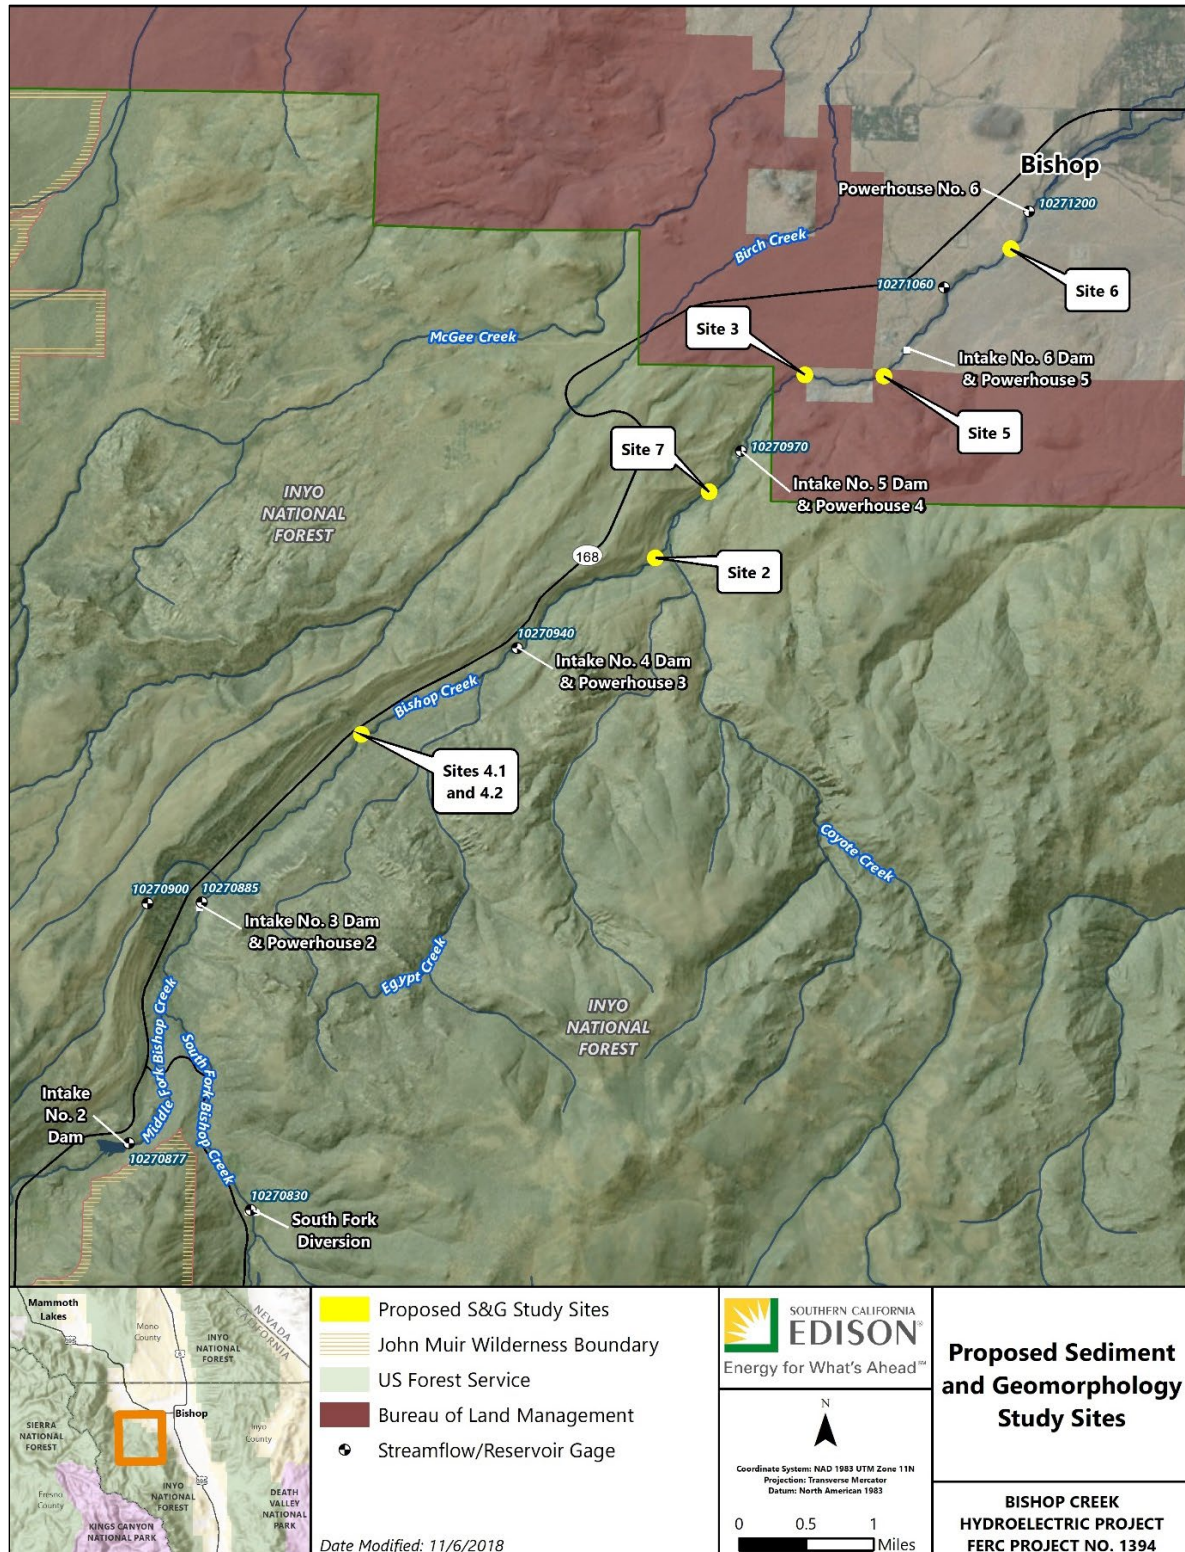 Bishop
Powerhouse No. 6
10271200
Birch Creek
10271060
Site 6
McGee Creek
Site 3
Intake No. 6 Dam
& Powerhouse 5
Site 5
Site 7
10270970
Intake No. 5 Dam
& Powerhouse 4
INYO
NATIONAL
FOREST
168
Site 2
10270940
Intake No. 4 Dam
& Powerhouse 3
Bishop Creek
Sites 4.1
and 4.2
Coyote Creek
10270900
10270885
Intake No. 3 Dam
& Powerhouse 2
Egypt Creek
INYO
NATIONAL
FOREST
Middle Fork Bishop Creek
South Fork Bishop Creek
Intake
No. 2
Dam
10270877
10270830
South Fork
Diversion
Mammoth
Lakes
Mono
County
NEVADA
CALIFORNIA
INYO
NATIONAL
FOREST
395
6
Bishop
SIERRA
NATIONAL
FOREST
Inyo
County
395
Fresno
County
INYO
NATIONAL
FOREST
DEATH
VALLEY
NATIONAL
PARK
KINGS CANYON
NATIONAL PARK
Proposed S&G Study Sites
John Muir Wilderness Boundary
US Forest Service
Bureau of Land Management
Streamflow/Reservoir Gage
Date Modified: 11/6/2018
SOUTHERN CALIFORNIA
EDISON®
Energy for What's Ahead℠
N
Coordinate System: NAD 1983 UTM Zone 11N
Projection: Transverse Mercator
Datum: North American 1983
0 0.5 1
Miles
Proposed Sediment
and Geomorphology
Study Sites
BISHOP CREEK
HYDROELECTRIC PROJECT
FERC PROJECT NO. 1394